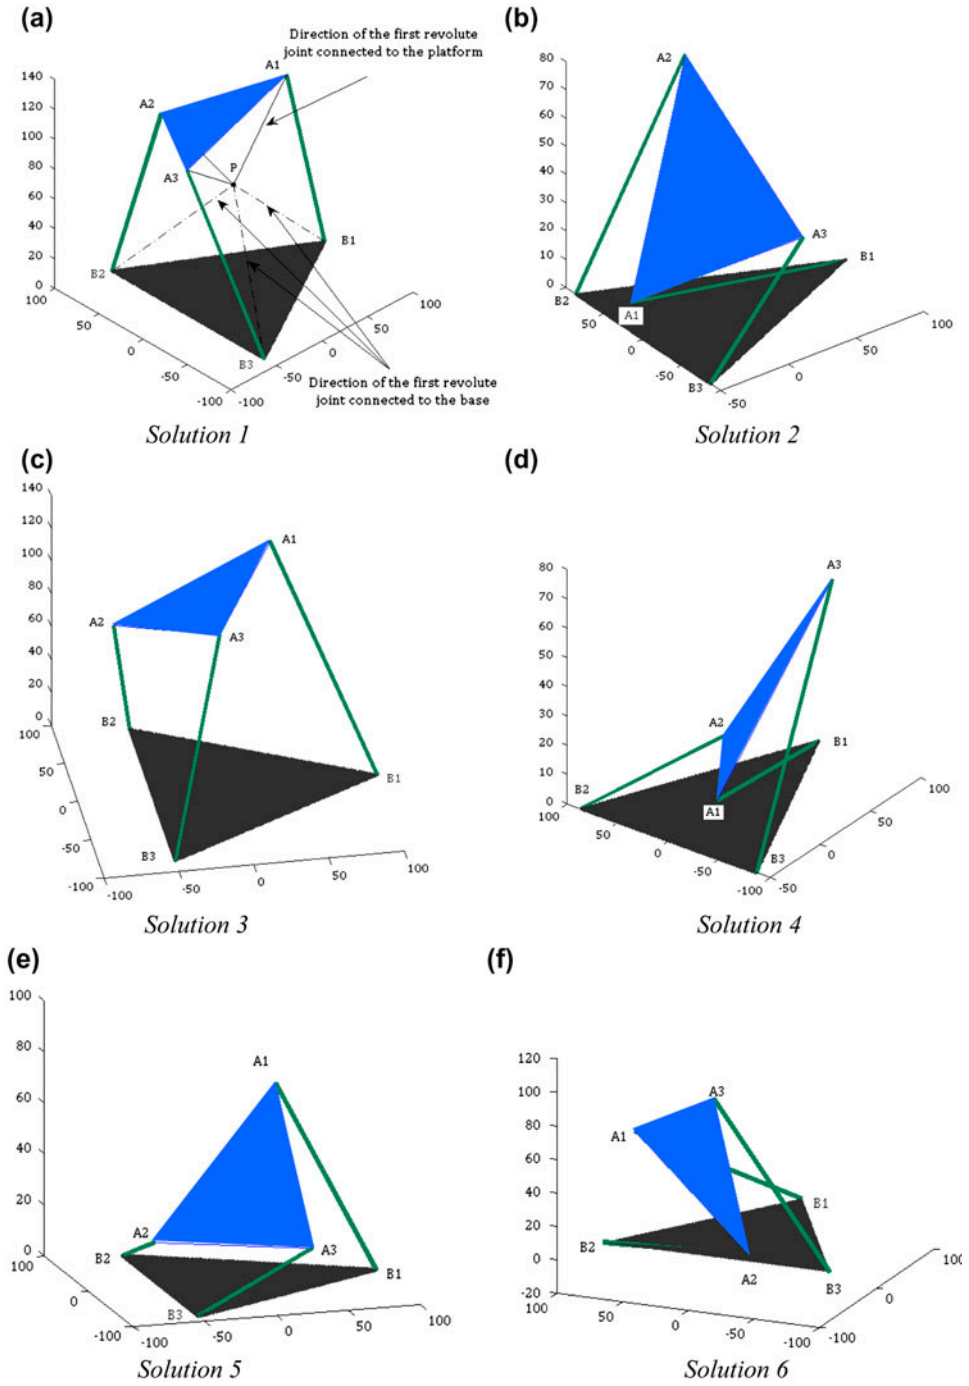 (a)
Direction of the first revolute
joint connected to the platform
A1
140
A2
120
100
A3
P
80
60
40
B1
20
B2
0
100
100
50
50
0
B3
0
-50
-50
-100
-100
Direction of the first revolute
joint connected to the base
Solution 1
(b)
80
A2
70
60
50
40
30
A3
20
B1
10
0
B2
A1
100
50
50
0
0
-50
B3
-50
Solution 2
(c)
140
A1
120
100
80
A2
A3
60
40
20
0
B2
100
50
B1
0
-50
B3
100
50
0
-100
-50
-100
Solution 3
(d)
A3
80
70
60
50
40
30
A2
B1
20
10
B2
0
A1
100
100
50
50
0
0
-50
B3
-100
-50
Solution 4
(e)
100
80
A1
60
40
20
A2
A3
0
B2
B1
0
B3
100
50
0
-50
-100
-100
Solution 5
(f)
120
A3
100
80
A1
60
40
B1
20
B2
0
A2
B3
-20
100
100
50
0
0
-50
-100
-100
Solution 6